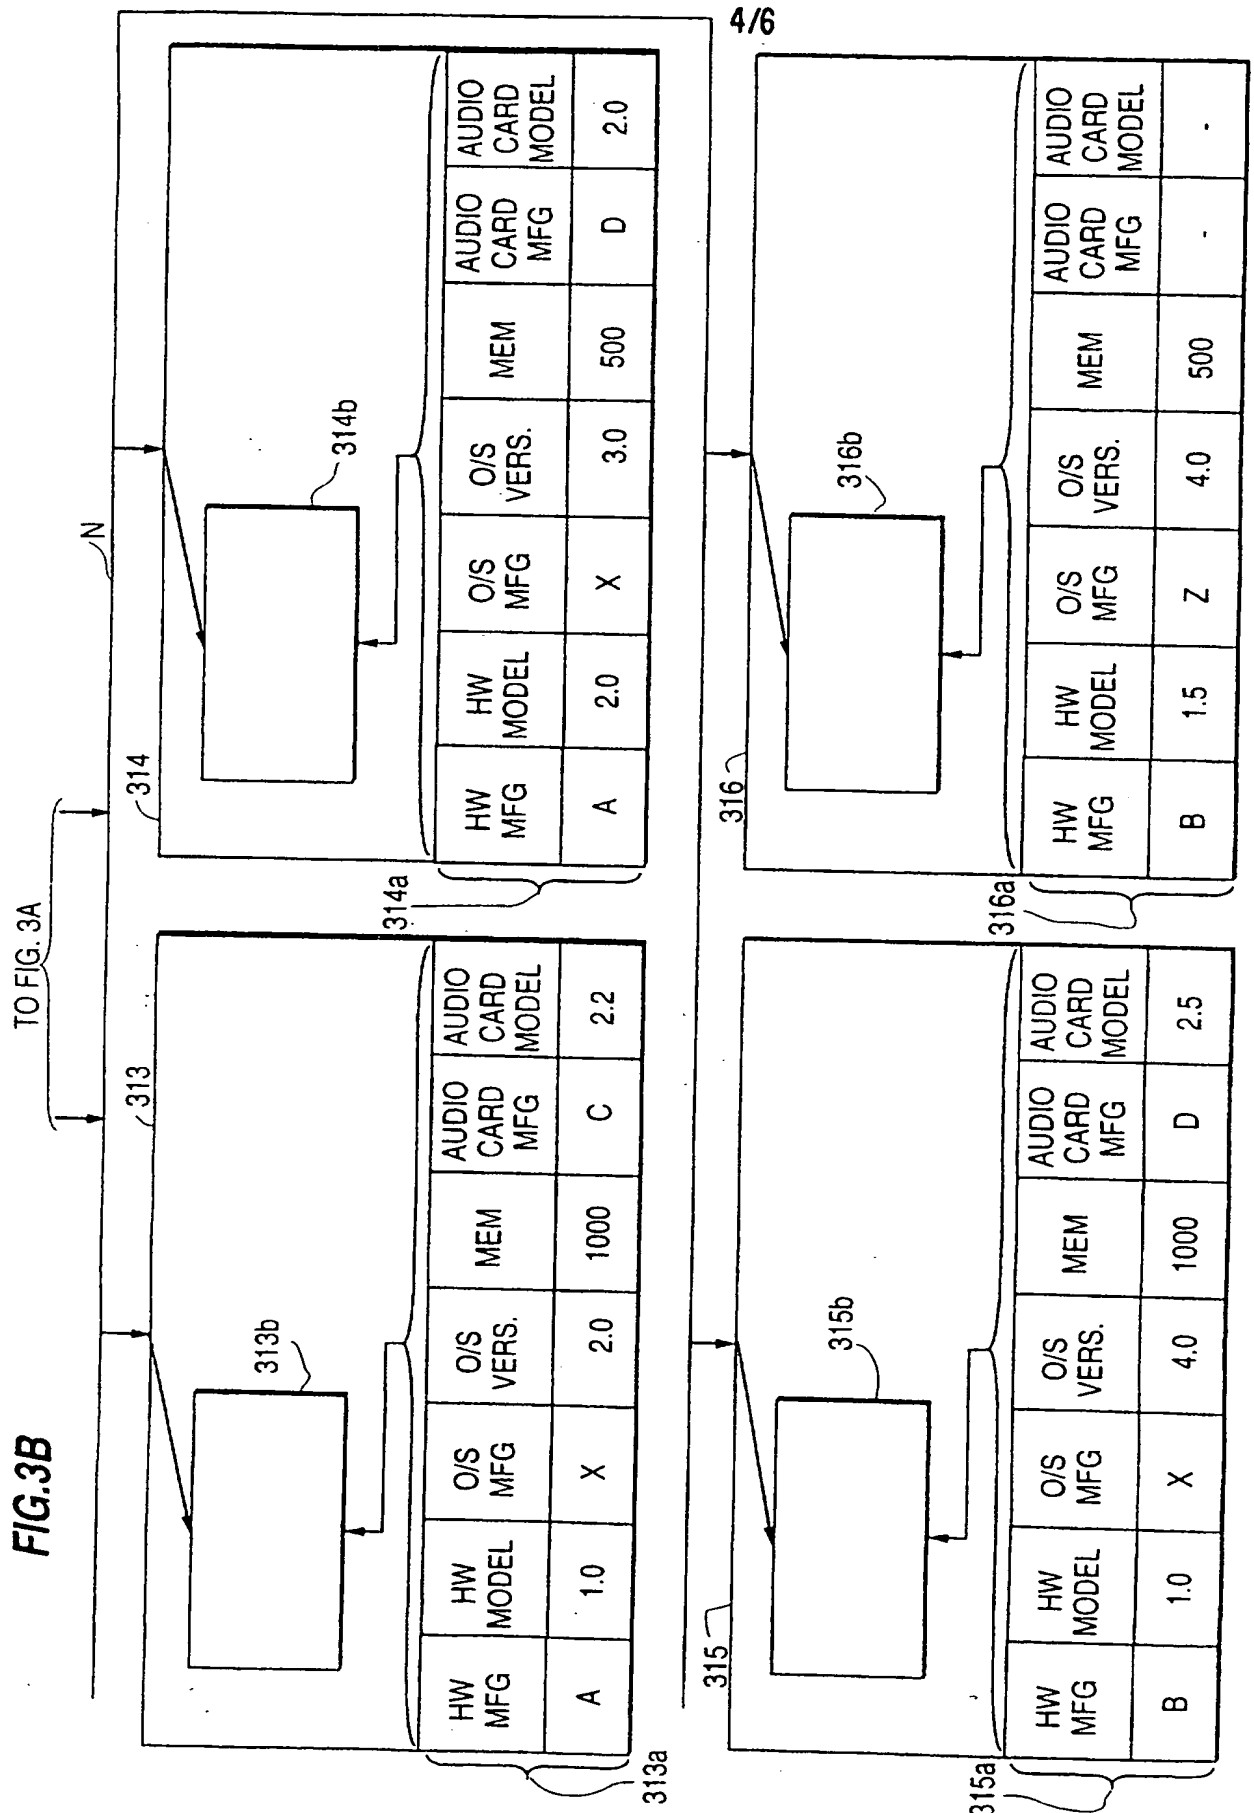 4/6
FIG.3B
TO FIG. 3A
N
313
313b
HW MFG
HW MODEL
O/S MFG
O/S VERS.
MEM
AUDIO CARD MFG
AUDIO CARD MODEL
A
1.0
X
2.0
1000
C
2.2
313a
314
314b
HW MFG
HW MODEL
O/S MFG
O/S VERS.
MEM
AUDIO CARD MFG
AUDIO CARD MODEL
A
2.0
X
3.0
500
D
2.0
314a
315
315b
HW MFG
HW MODEL
O/S MFG
O/S VERS.
MEM
AUDIO CARD MFG
AUDIO CARD MODEL
B
1.0
X
4.0
1000
D
2.5
315a
316
316b
HW MFG
HW MODEL
O/S MFG
O/S VERS.
MEM
AUDIO CARD MFG
AUDIO CARD MODEL
B
1.5
Z
4.0
500
-
-
316a